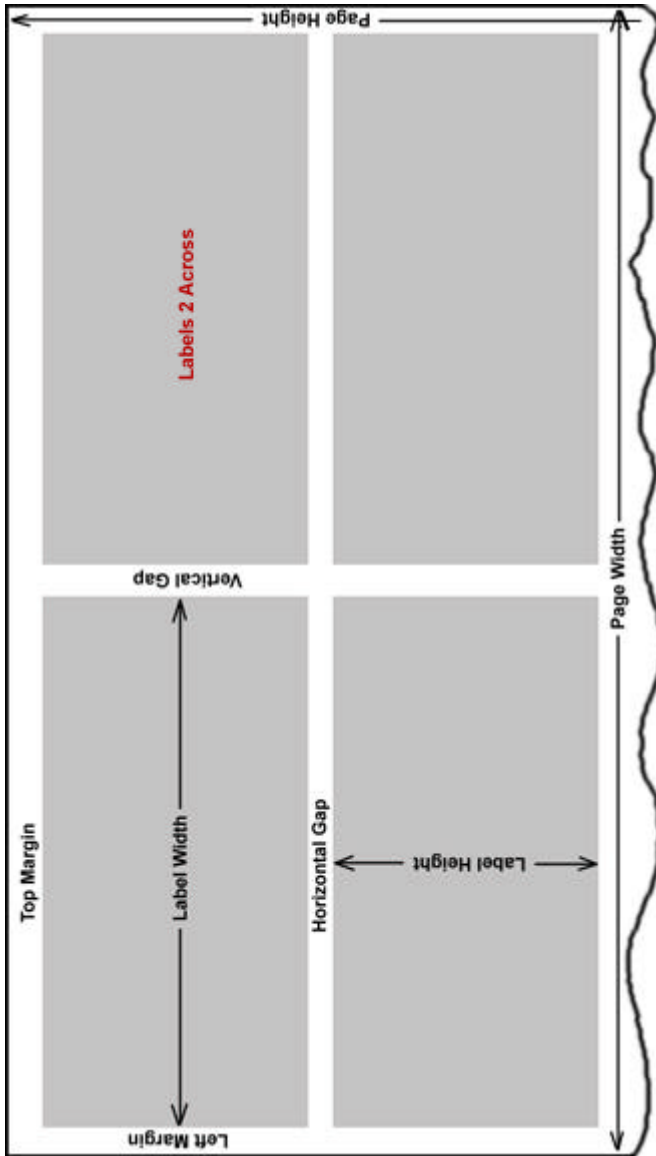 Top Margin
Page Height
Left Margin
Label Width
Vertical Gap
Labels 2 Across
Horizontal Gap
Label Height
Page Width